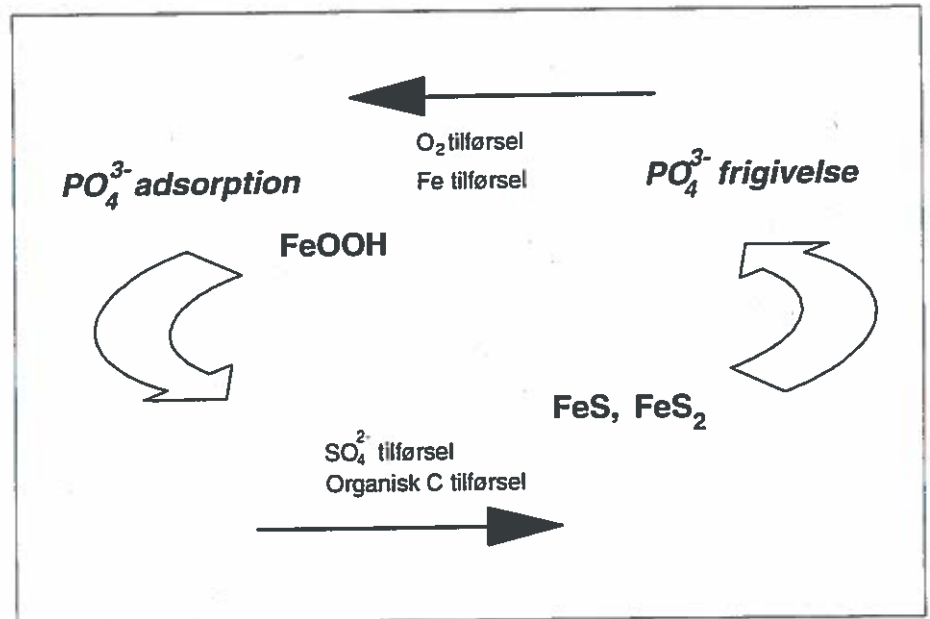 O₂ tilførsel
Fe tilførsel
PO₄³⁻ adsorption
PO₄³⁻ frigivelse
FeOOH
FeS, FeS₂
SO₄²⁻ tilførsel
Organisk C tilførsel